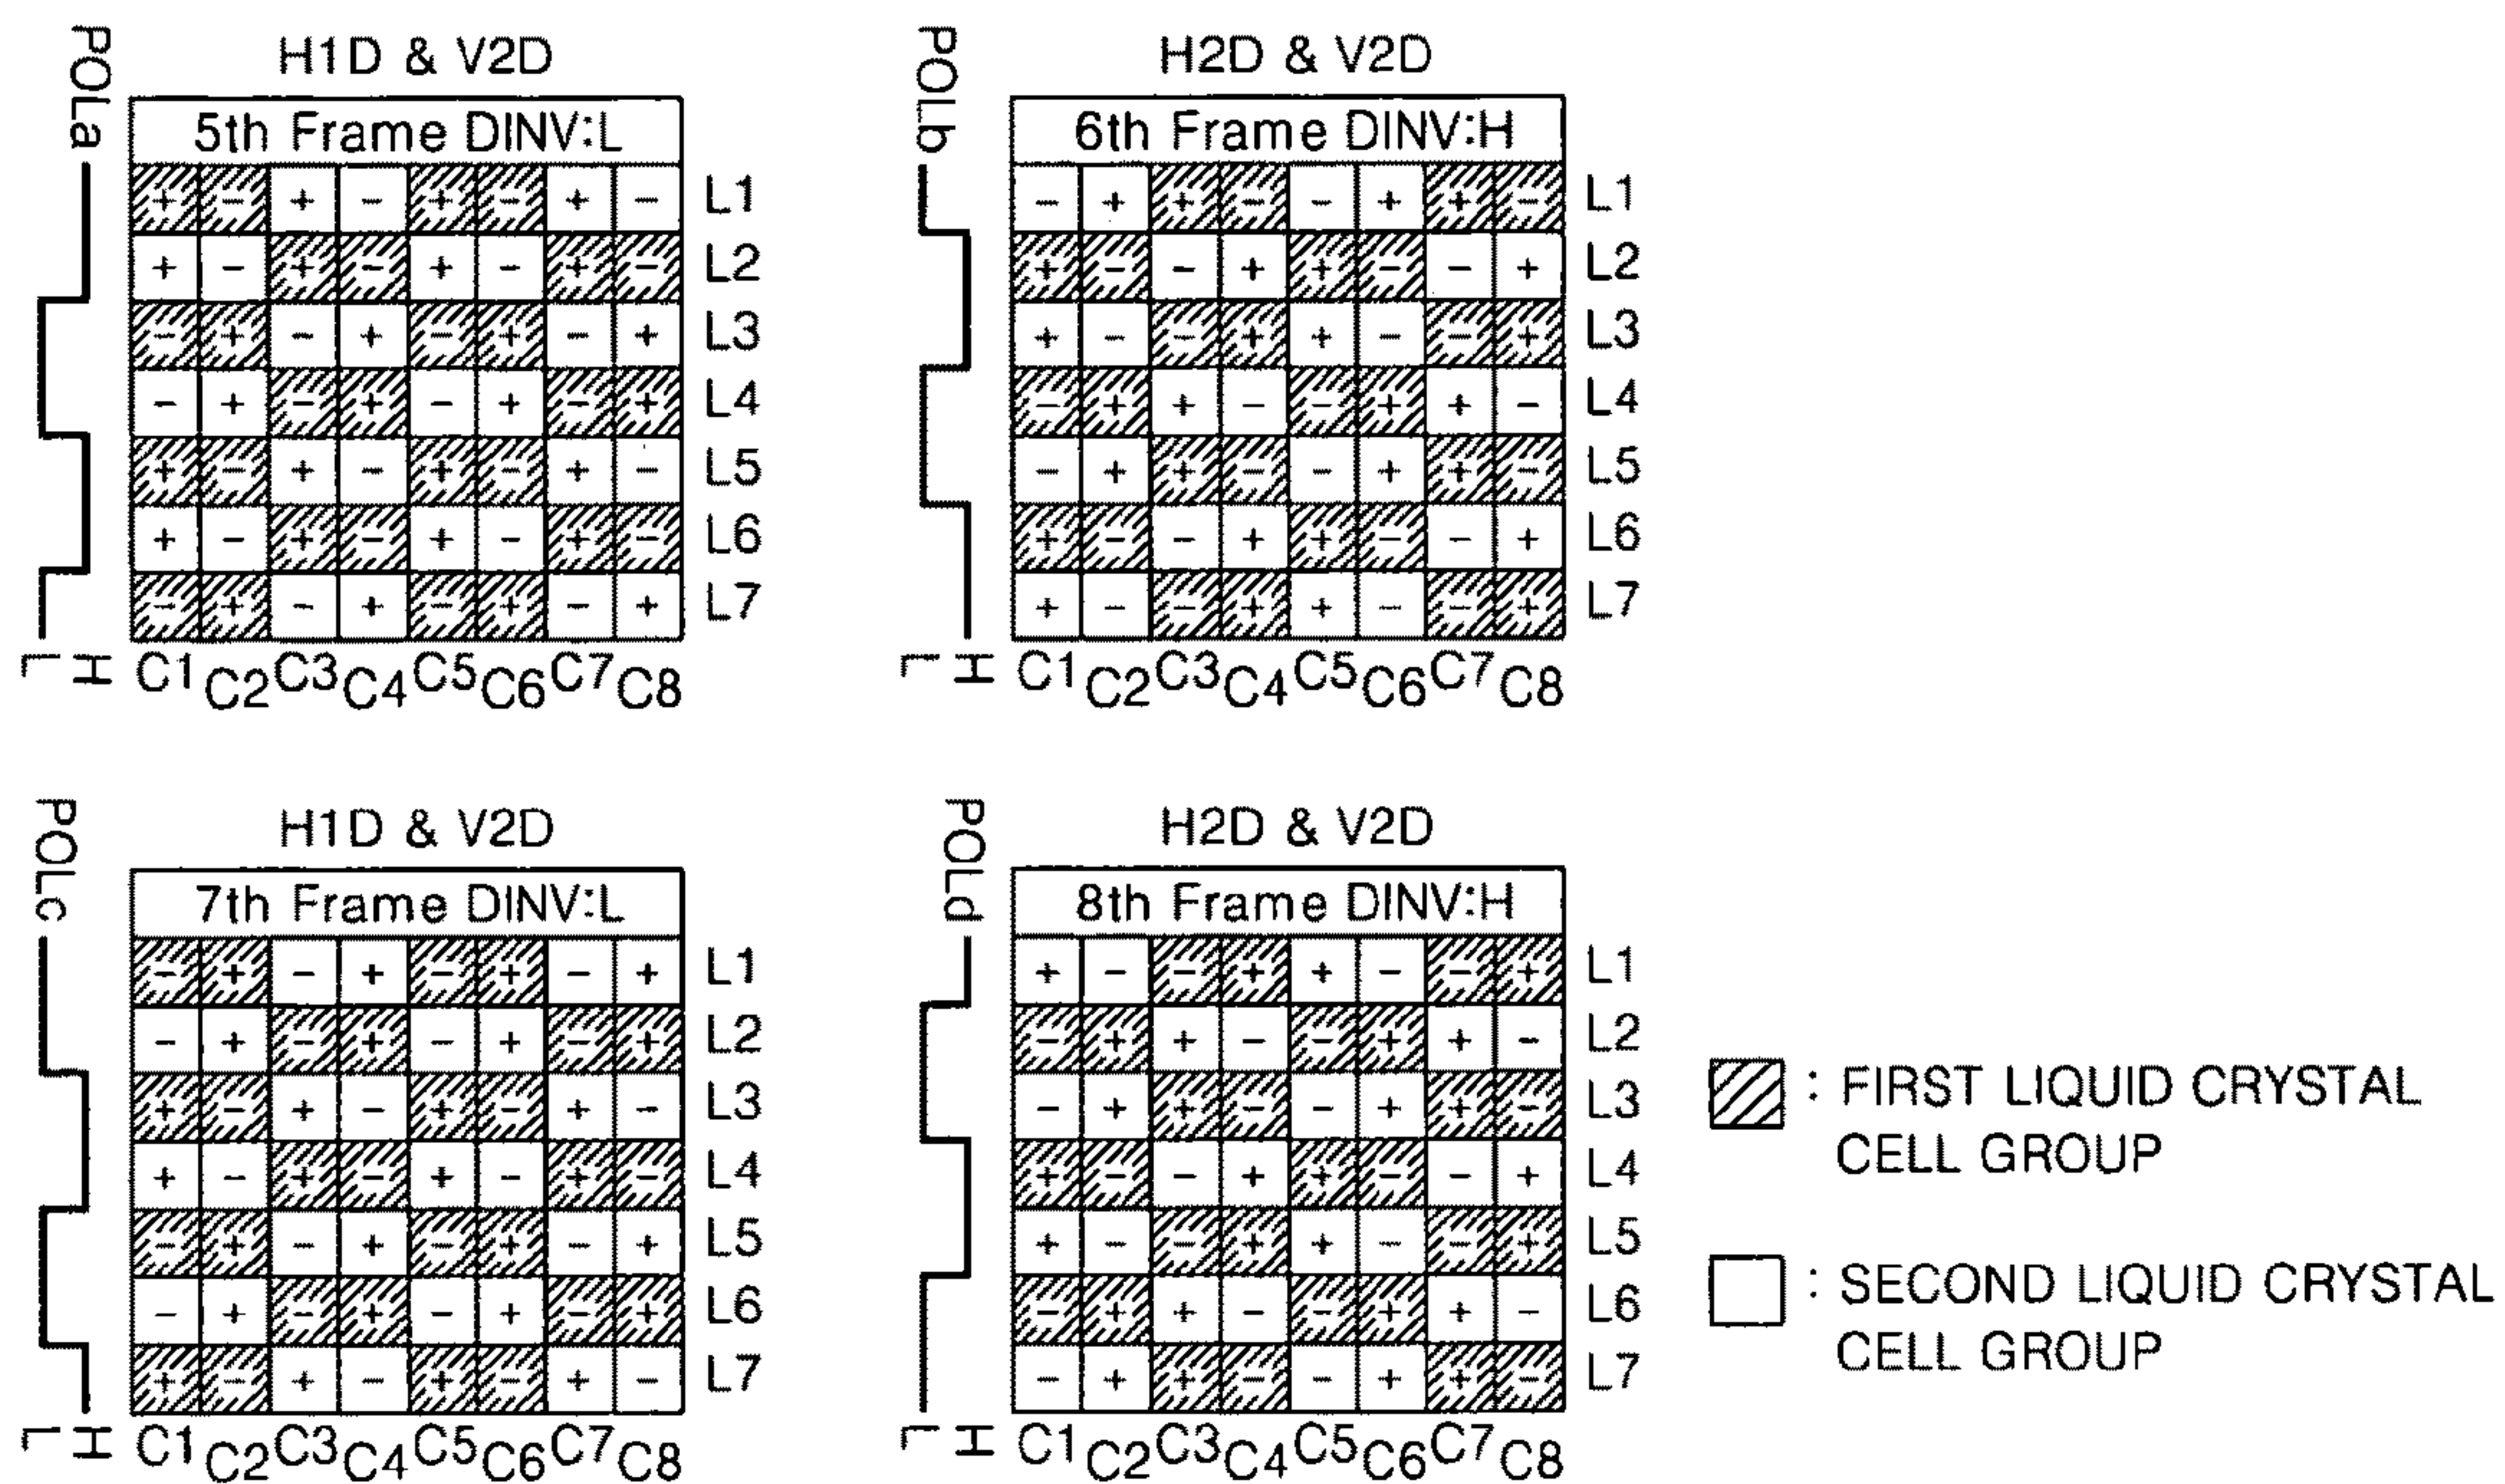 POLa
H1D & V2D
5th Frame DINV:L
+ - + - + - + - L1
+ - + - + - + - L2
- + - + - + - + L3
- + - + - + - + L4
+ - + - + - + - L5
+ - + - + - + - L6
- + - + - + - + L7
L H C1 C2 C3 C4 C5 C6 C7 C8
POLb
H2D & V2D
6th Frame DINV:H
- + + - - + + - L1
+ - - + + - - + L2
+ - - + + - - + L3
- + + - - + + - L4
- + + - - + + - L5
+ - - + + - - + L6
+ - - + + - - + L7
L H C1 C2 C3 C4 C5 C6 C7 C8
POLc
H1D & V2D
7th Frame DINV:L
- + - + - + - + L1
- + - + - + - + L2
+ - + - + - + - L3
+ - + - + - + - L4
- + - + - + - + L5
- + - + - + - + L6
+ - + - + - + - L7
L H C1 C2 C3 C4 C5 C6 C7 C8
POLd
H2D & V2D
8th Frame DINV:H
+ - - + + - - + L1
- + + - - + + - L2
- + + - - + + - L3
+ - - + + - - + L4
+ - - + + - - + L5
- + + - - + + - L6
- + + - - + + - L7
L H C1 C2 C3 C4 C5 C6 C7 C8
: FIRST LIQUID CRYSTAL
CELL GROUP
: SECOND LIQUID CRYSTAL
CELL GROUP